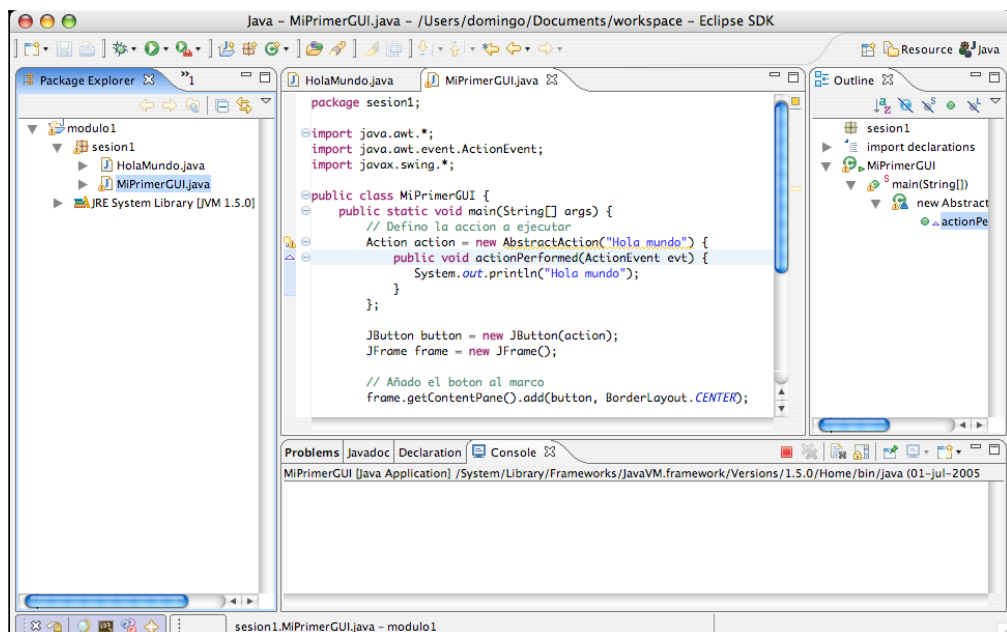 Java – MiPrimerGUI.java – /Users/domingo/Documents/workspace – Eclipse SDK
Resource Java
Package Explorer
»1
modulo1
sesion1
HolaMundo.java
MiPrimerGUI.java
JRE System Library [JVM 1.5.0]
HolaMundo.java
MiPrimerGUI.java
package sesion1;
import java.awt.*;
import java.awt.event.ActionEvent;
import javax.swing.*;
public class MiPrimerGUI {
public static void main(String[] args) {
// Defino la accion a ejecutar
Action action = new AbstractAction("Hola mundo") {
public void actionPerformed(ActionEvent evt) {
System.out.println("Hola mundo");
}
};
JButton button = new JButton(action);
JFrame frame = new JFrame();
// Añado el boton al marco
frame.getContentPane().add(button, BorderLayout.CENTER);
Outline
sesion1
import declarations
MiPrimerGUI
S main(String[])
new Abstract
actionPe
Problems Javadoc Declaration Console
MiPrimerGUI [Java Application] /System/Library/Frameworks/JavaVM.framework/Versions/1.5.0/Home/bin/java (01-jul-2005
sesion1.MiPrimerGUI.java – modulo1